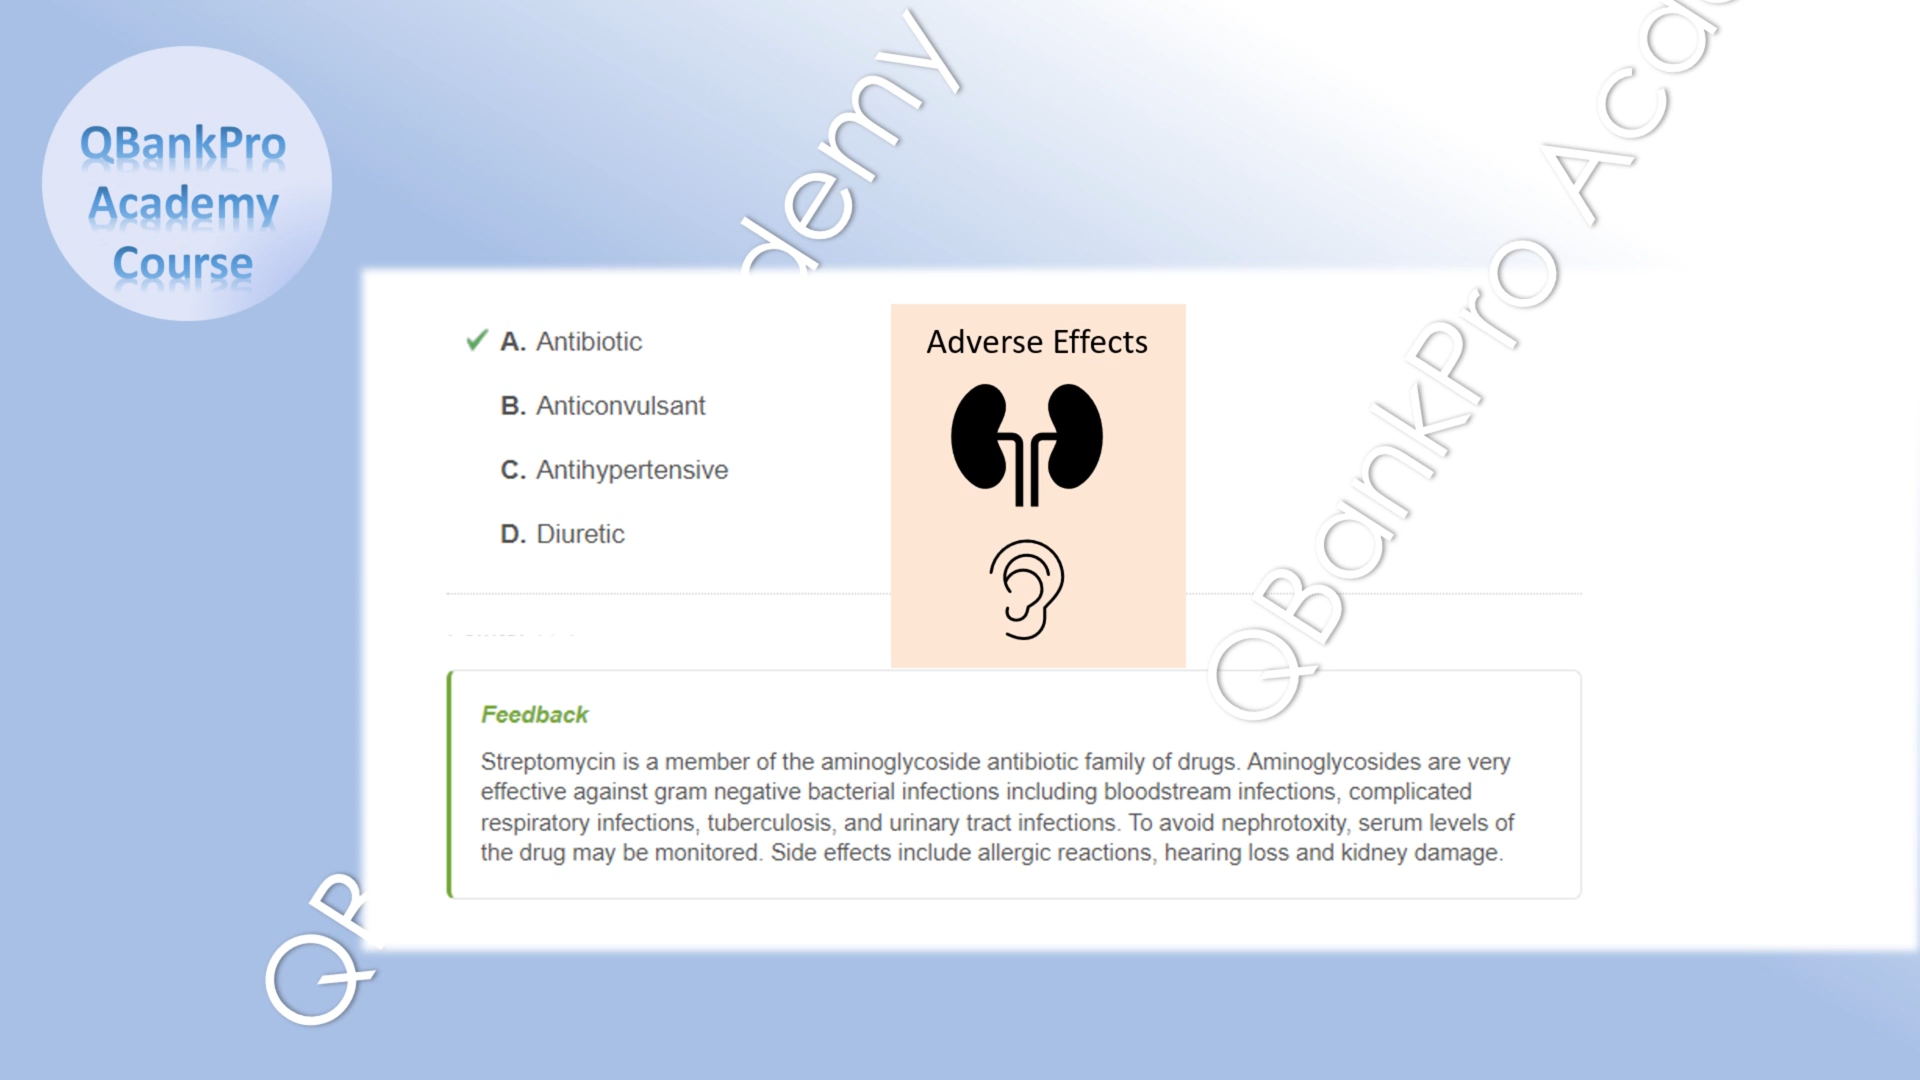 QBankPro
Academy
Course
demy
QBankPro Acad
A. Antibiotic
B. Anticonvulsant
C. Antihypertensive
D. Diuretic
Adverse Effects
Feedback
Streptomycin is a member of the aminoglycoside antibiotic family of drugs. Aminoglycosides are very
effective against gram negative bacterial infections including bloodstream infections, complicated
respiratory infections, tuberculosis, and urinary tract infections. To avoid nephrotoxicity, serum levels of
the drug may be monitored. Side effects include allergic reactions, hearing loss and kidney damage.
QB